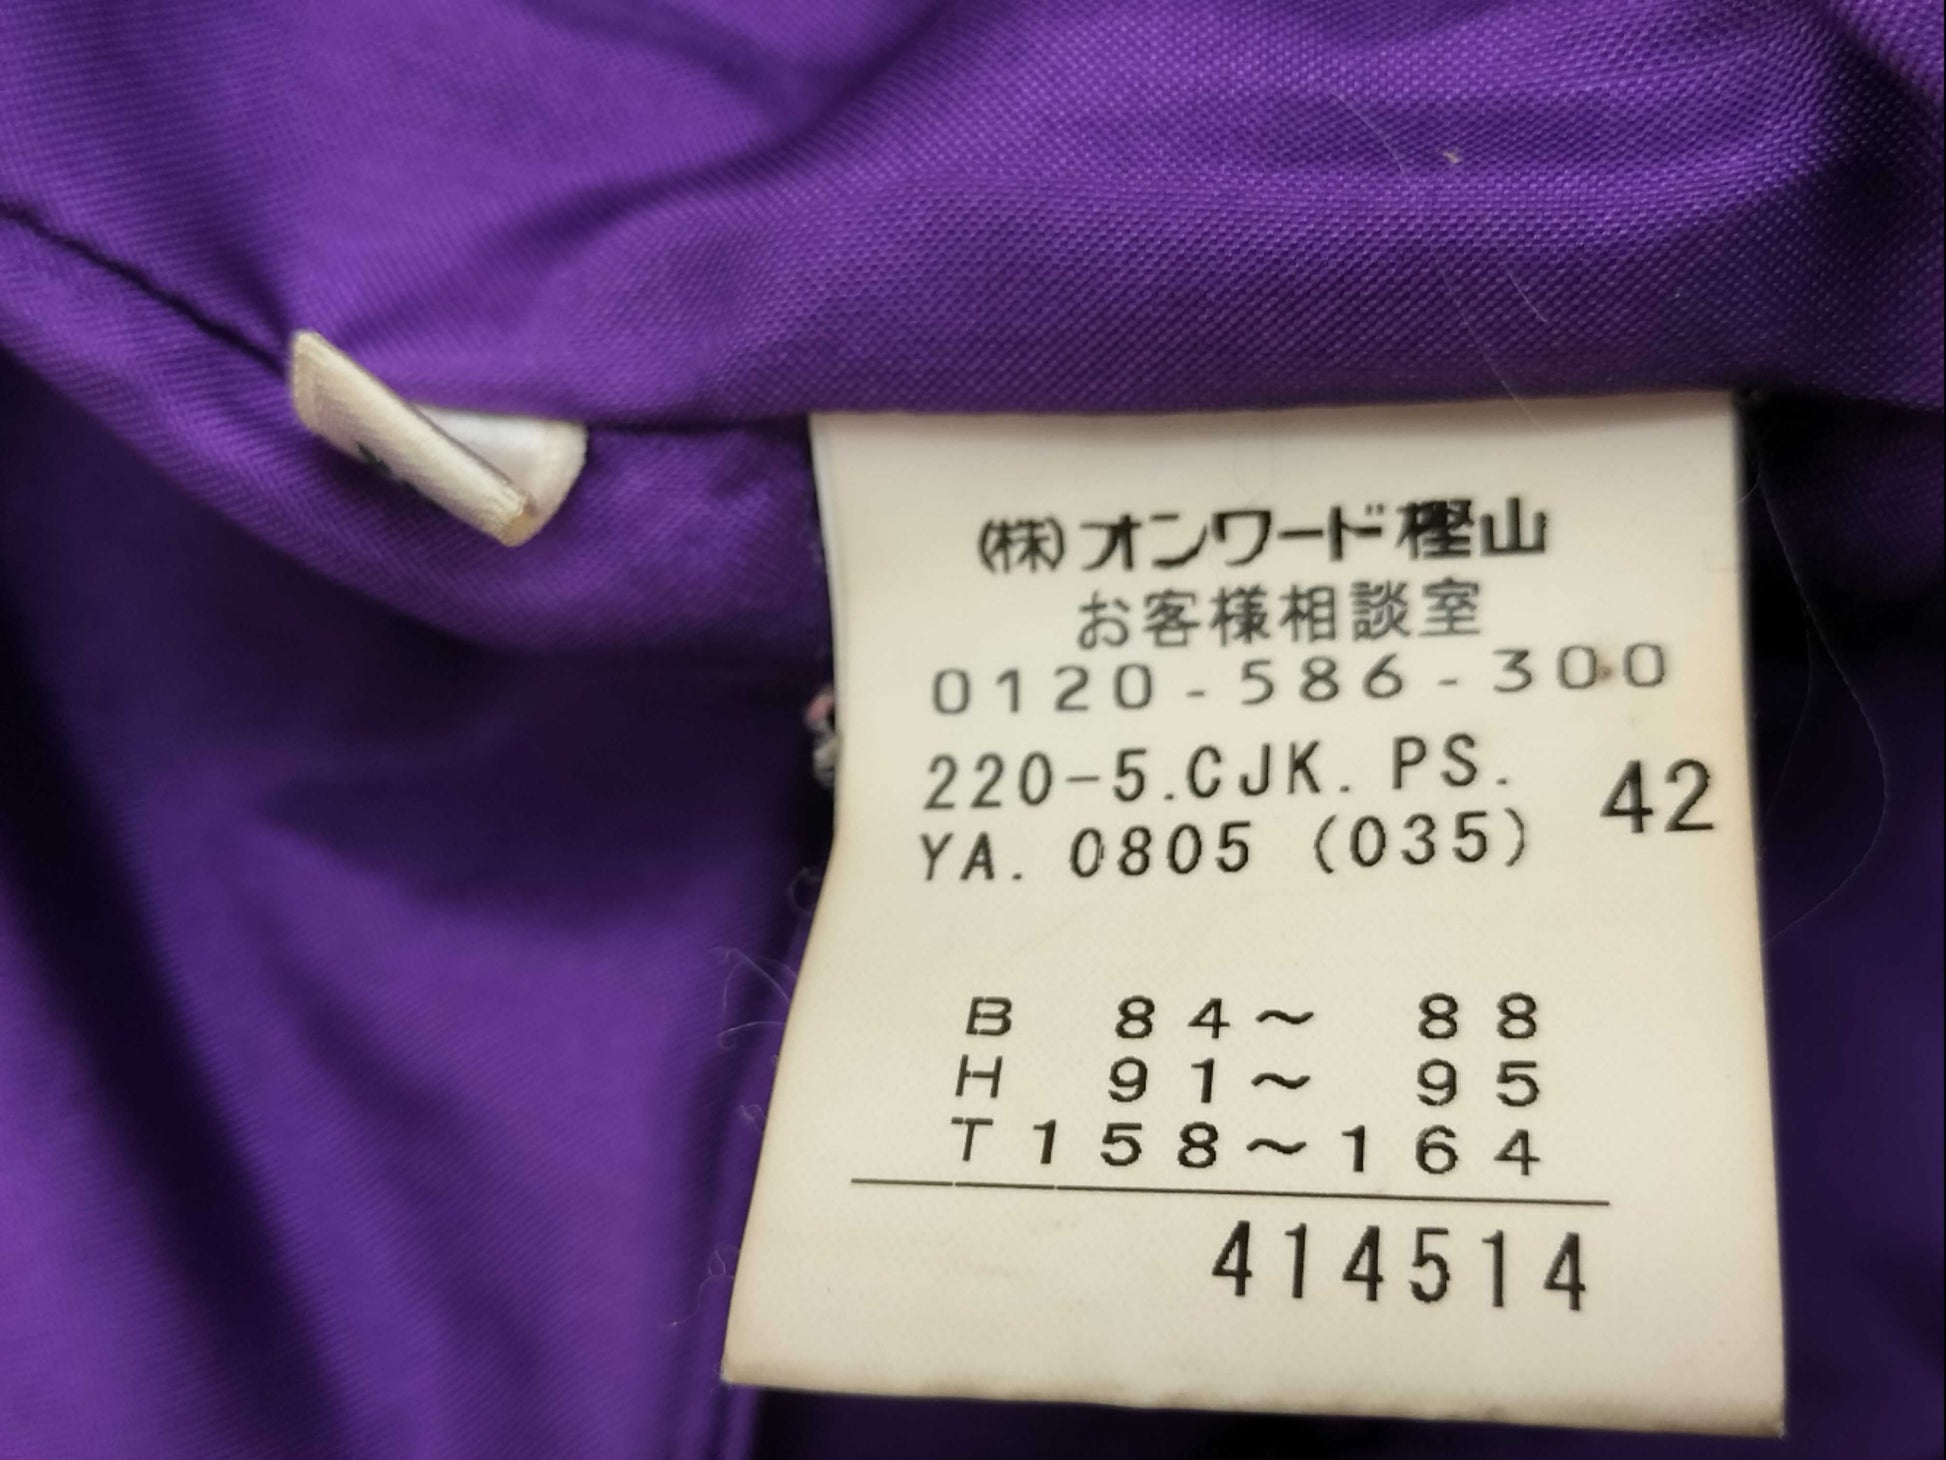 (株)オンワード樫山
お客様相談室
0120-586-300
220-5.CJK. PS.
YA. 0805 (035) 42
B 84～ 88
H 91～ 95
T158～164
414514